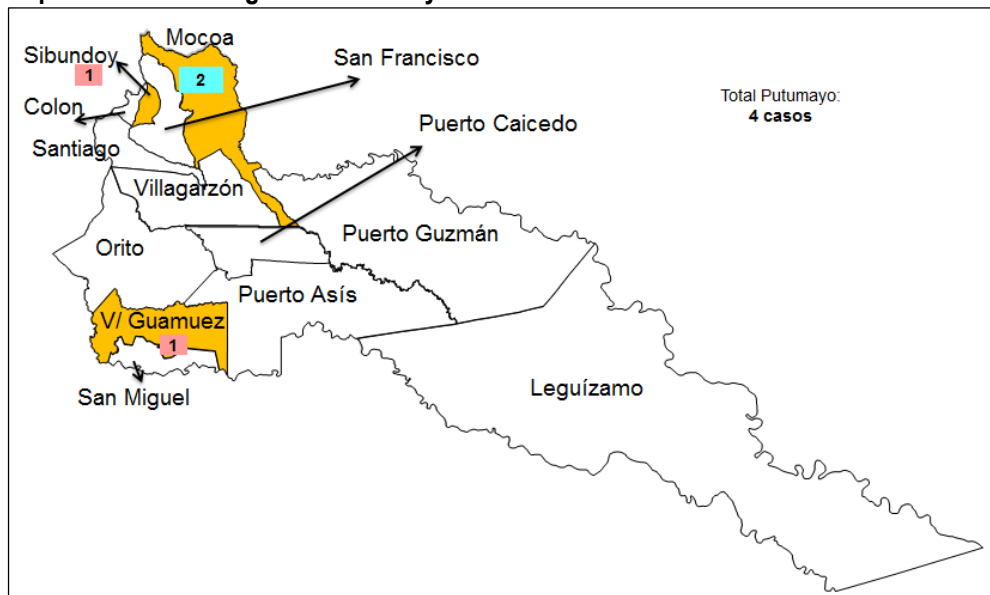 Mocoa
Sibundoy
1
2
San Francisco
Colon
Total Putumayo:
4 casos
Puerto Caicedo
Santiago
Villagarzón
Orito
Puerto Guzmán
Puerto Asís
V/ Guamuez
1
San Miguel
Leguízamo